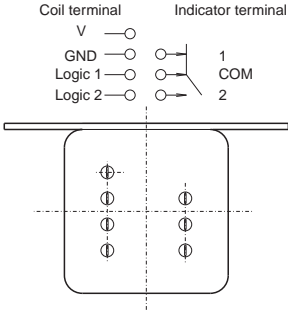 Coil terminal Indicator terminal
V
GND 1
Logic 1 COM
Logic 2 2